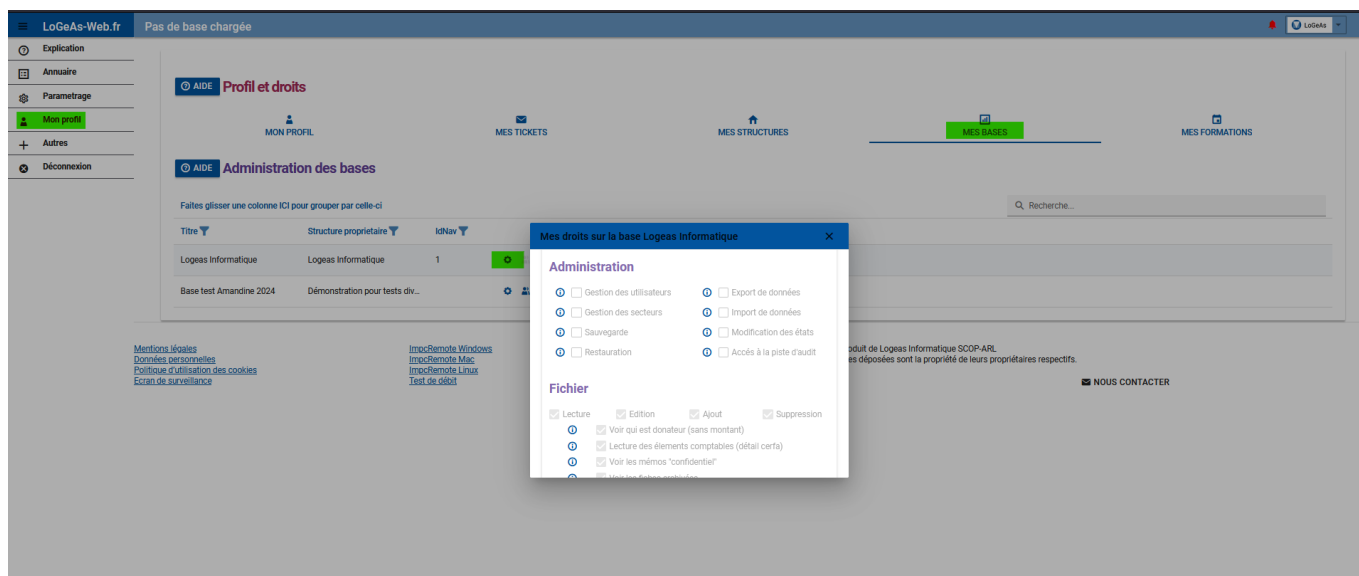 LoGeAs-Web.fr
Pas de base chargée
LoGeAs
Explication
Annuaire
Parametrage
Mon profil
Autres
Déconnexion
AIDE Profil et droits
MON PROFIL
MES TICKETS
MES STRUCTURES
MES BASES
MES FORMATIONS
AIDE Administration des bases
Faites glisser une colonne ICI pour grouper par celle-ci
Recherche...
Titre Structure proprietaire IdNav
Logeas Informatique Logeas Informatique 1
Base test Amandine 2024 Démonstration pour tests div...
Mes droits sur la base Logeas Informatique
Administration
Gestion des utilisateurs Export de données
Gestion des secteurs Import de données
Sauvegarde Modification des états
Restauration Accés à la piste d'audit
Fichier
Lecture Edition Ajout Suppression
Voir qui est donateur (sans montant)
Lecture des élements comptables (détail cerfa)
Voir les mémos "confidentiel"
Mentions légales
Données personnelles
Politique d'utilisation des cookies
Ecran de surveillance
ImpcRemote Windows
ImpcRemote Mac
ImpcRemote Linux
Test de débit
oduit de Logeas Informatique SCOP-ARL
es déposées sont la propriété de leurs propriétaires respectifs.
NOUS CONTACTER